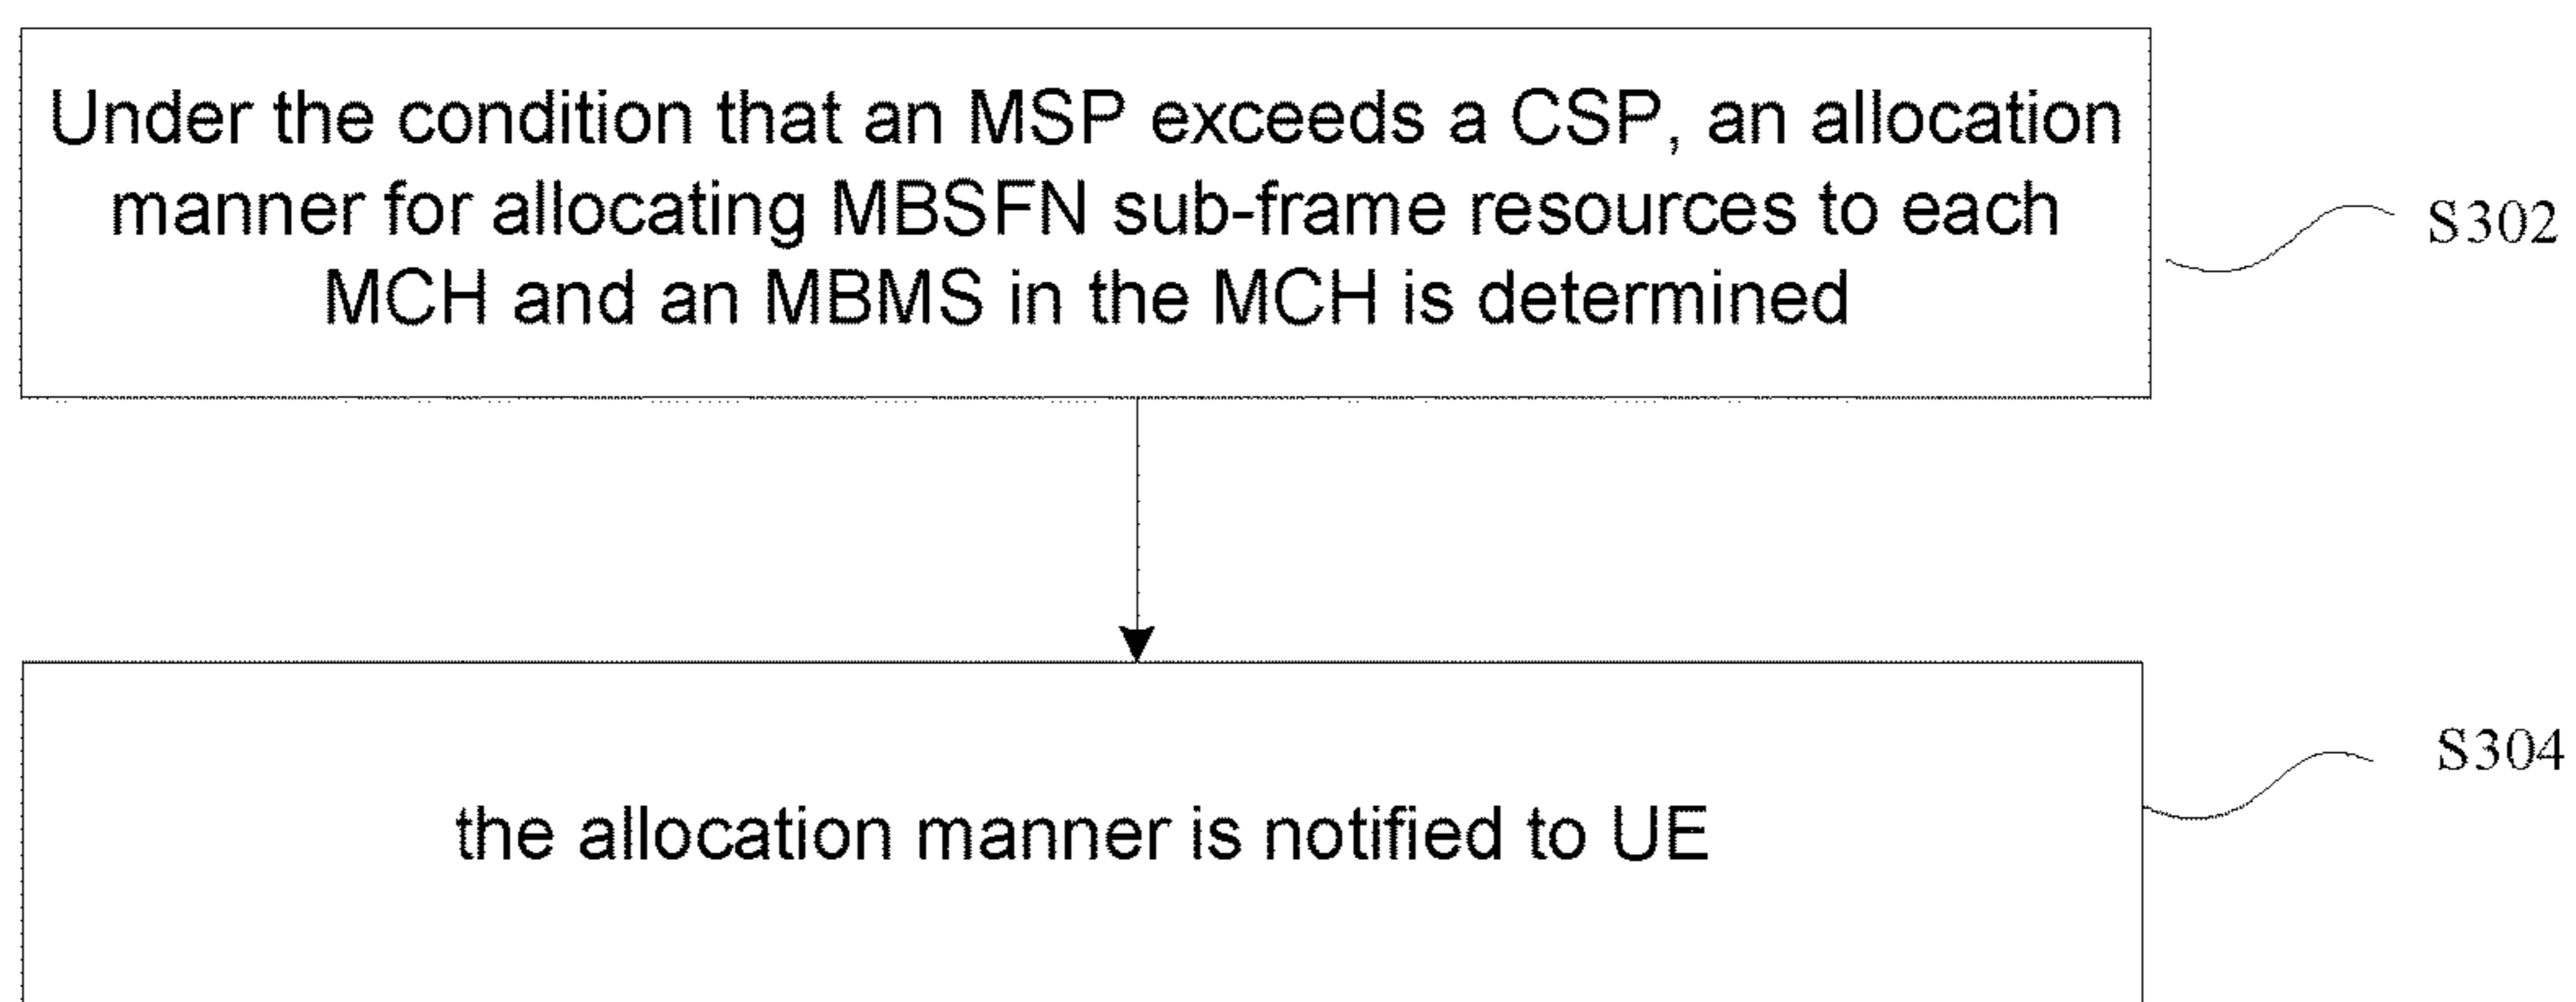 Under the condition that an MSP exceeds a CSP, an allocation
manner for allocating MBSFN sub-frame resources to each
MCH and an MBMS in the MCH is determined
S302
the allocation manner is notified to UE
S304